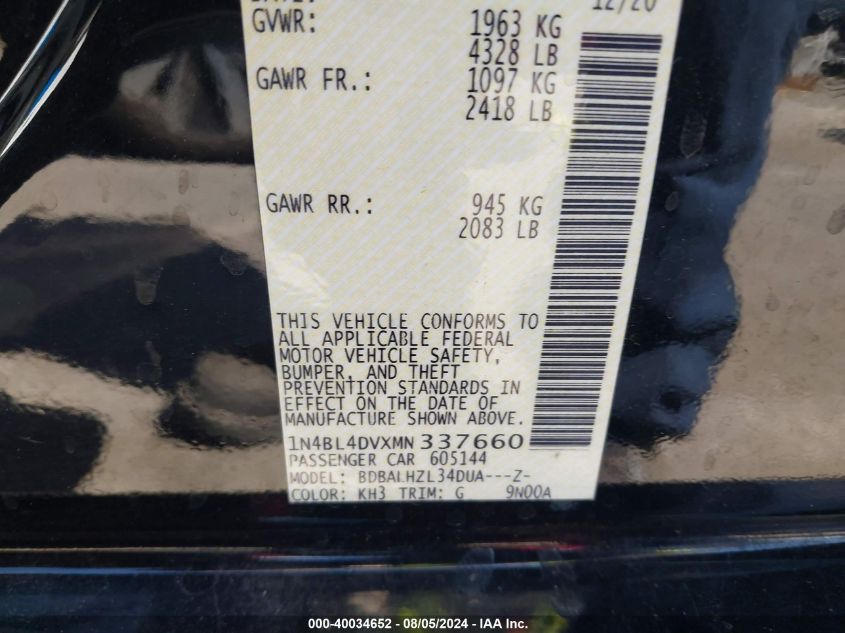 12/20
GVWR: 1963 KG
4328 LB
GAWR FR.: 1097 KG
2418 LB
GAWR RR.: 945 KG
2083 LB
THIS VEHICLE CONFORMS TO
ALL APPLICABLE FEDERAL
MOTOR VEHICLE SAFETY,
BUMPER, AND THEFT
PREVENTION STANDARDS IN
EFFECT ON THE DATE OF
MANUFACTURE SHOWN ABOVE.
1N4BL4DVXMN 337660
PASSENGER CAR 605144
MODEL: BDBALHZL34DUA---Z-
COLOR: KH3 TRIM: G 9N00A
000-40034652 - 08/05/2024 - IAA Inc.